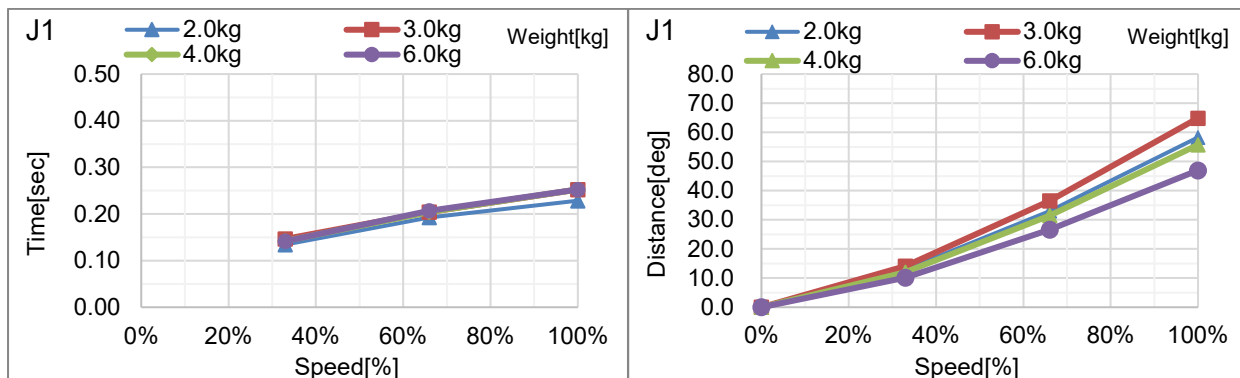 J1
2.0kg 3.0kg
4.0kg 6.0kg
Weight[kg]
0.50
0.40
0.30
0.20
0.10
0.00
Time[sec]
0% 20% 40% 60% 80% 100%
Speed[%]
J1
2.0kg 3.0kg
4.0kg 6.0kg
Weight[kg]
80.0
70.0
60.0
50.0
40.0
30.0
20.0
10.0
0.0
Distance[deg]
0% 20% 40% 60% 80% 100%
Speed[%]